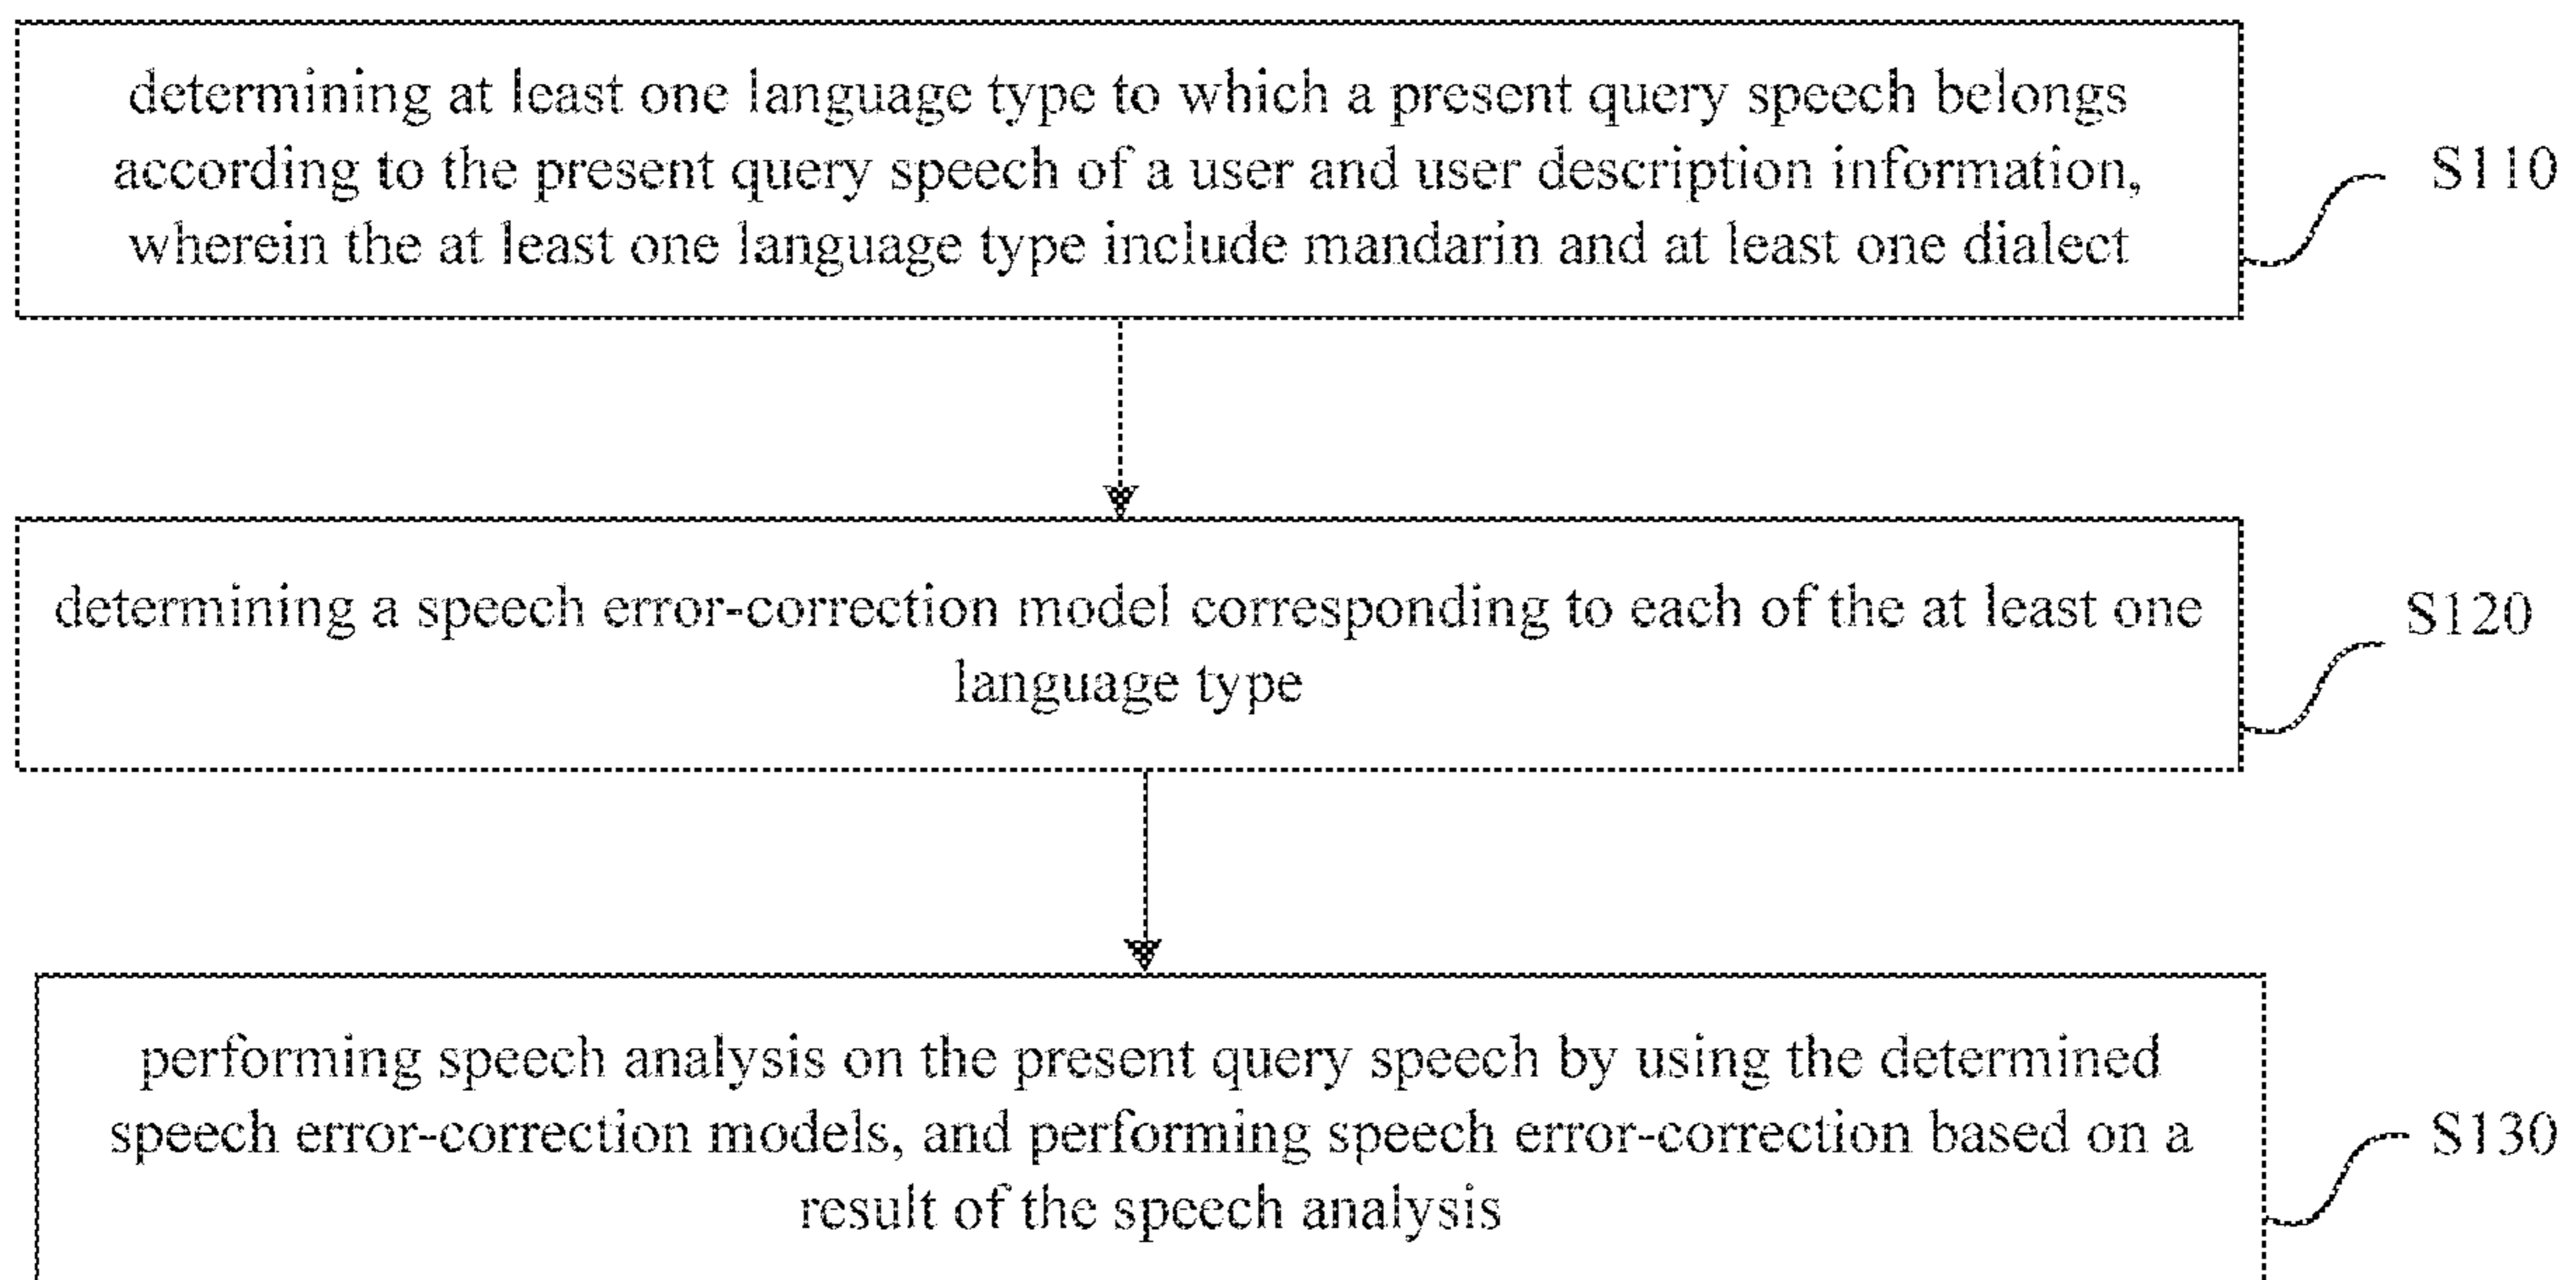 determining at least one language type to which a present query speech belongs
according to the present query speech of a user and user description information,
wherein the at least one language type include mandarin and at least one dialect
S110
determining a speech error-correction model corresponding to each of the at least one
language type
S120
performing speech analysis on the present query speech by using the determined
speech error-correction models, and performing speech error-correction based on a
result of the speech analysis
S130